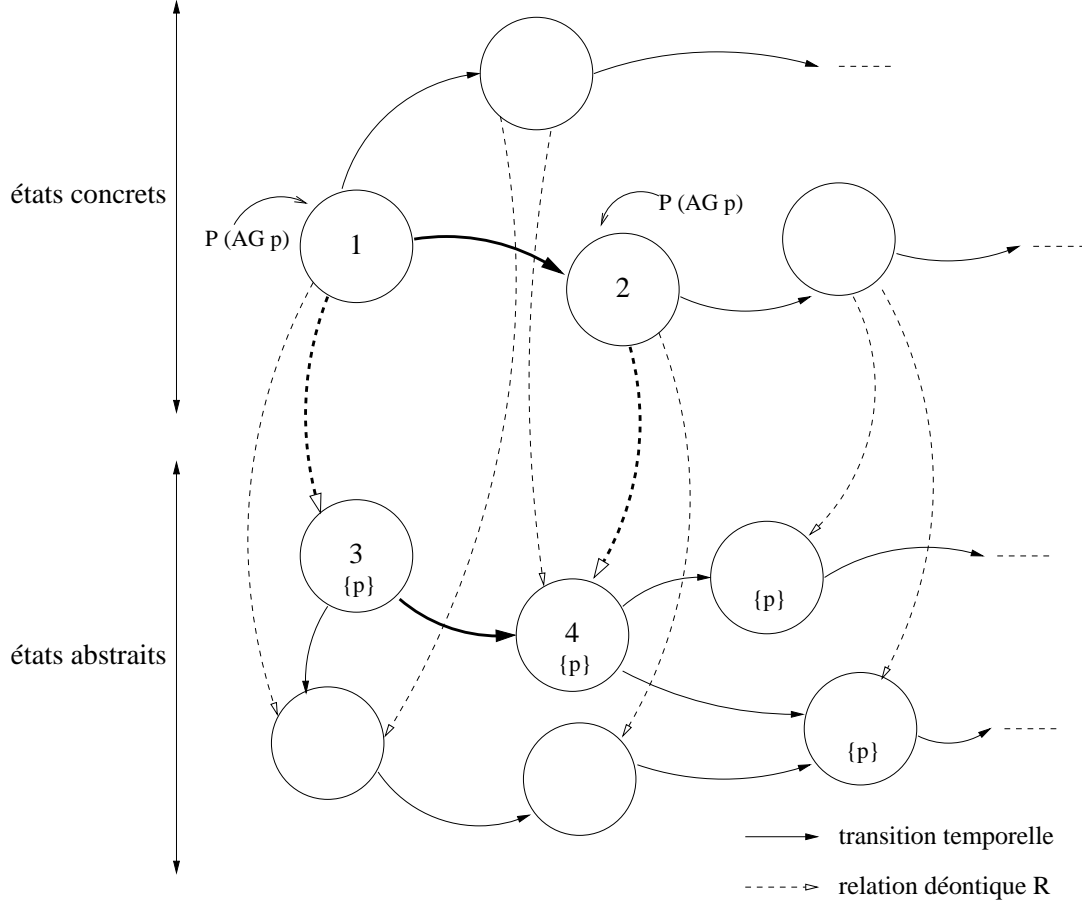 états concrets
P (AG p)
1
P (AG p)
2
états abstraits
3
{p}
4
{p}
{p}
{p}
transition temporelle
relation déontique R